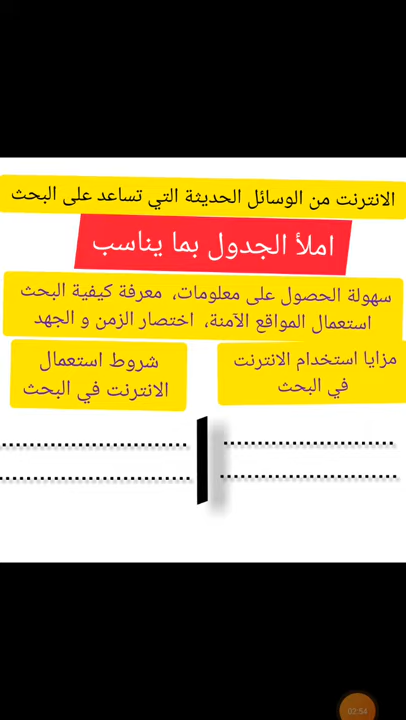 الانترنت من الوسائل الحديثة التي تساعد على البحث
املأ الجدول بما يناسب
سهولة الحصول على معلومات، معرفة كيفية البحث
استعمال المواقع الآمنة، اختصار الزمن و الجهد
مزايا استخدام الانترنت
في البحث
شروط استعمال
الانترنت في البحث
02:54